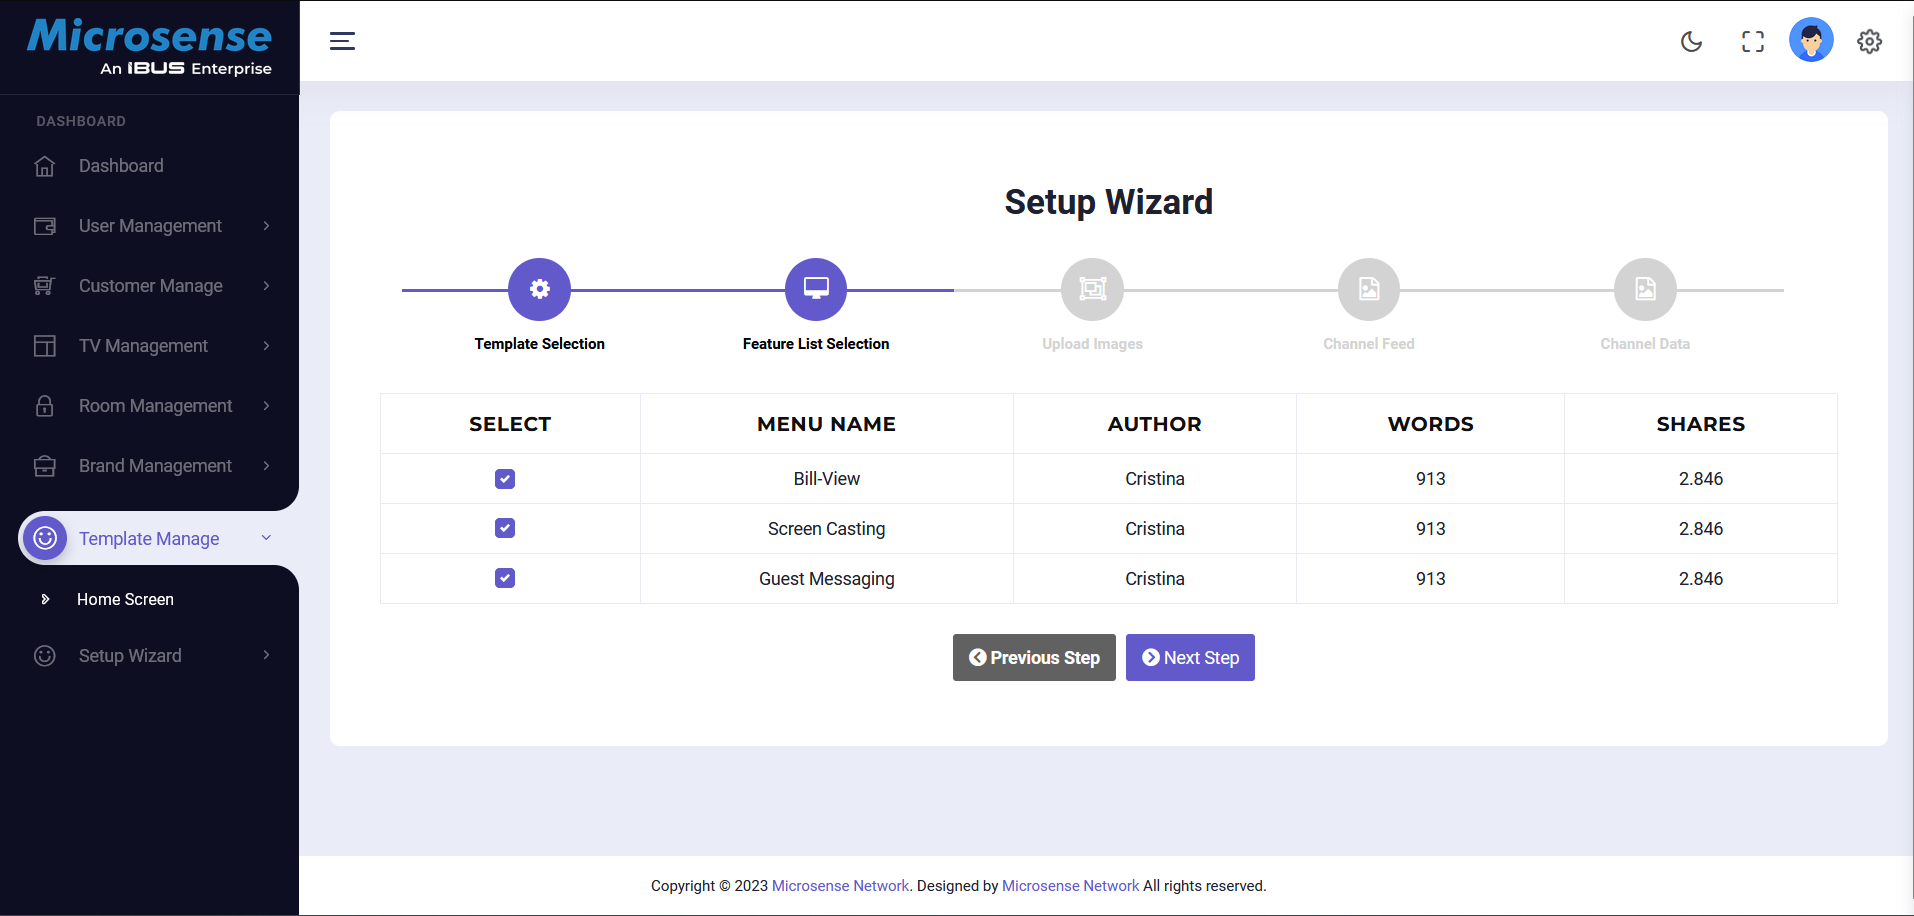 Microsense
An IBUS Enterprise
DASHBOARD
Dashboard
User Management
Customer Manage
TV Management
Room Management
Brand Management
Template Manage
Home Screen
Setup Wizard
Setup Wizard
Template Selection Feature List Selection Upload Images Channel Feed Channel Data
SELECT MENU NAME AUTHOR WORDS SHARES
Bill-View Cristina 913 2.846
Screen Casting Cristina 913 2.846
Guest Messaging Cristina 913 2.846
Previous Step Next Step
Copyright © 2023 Microsense Network. Designed by Microsense Network All rights reserved.